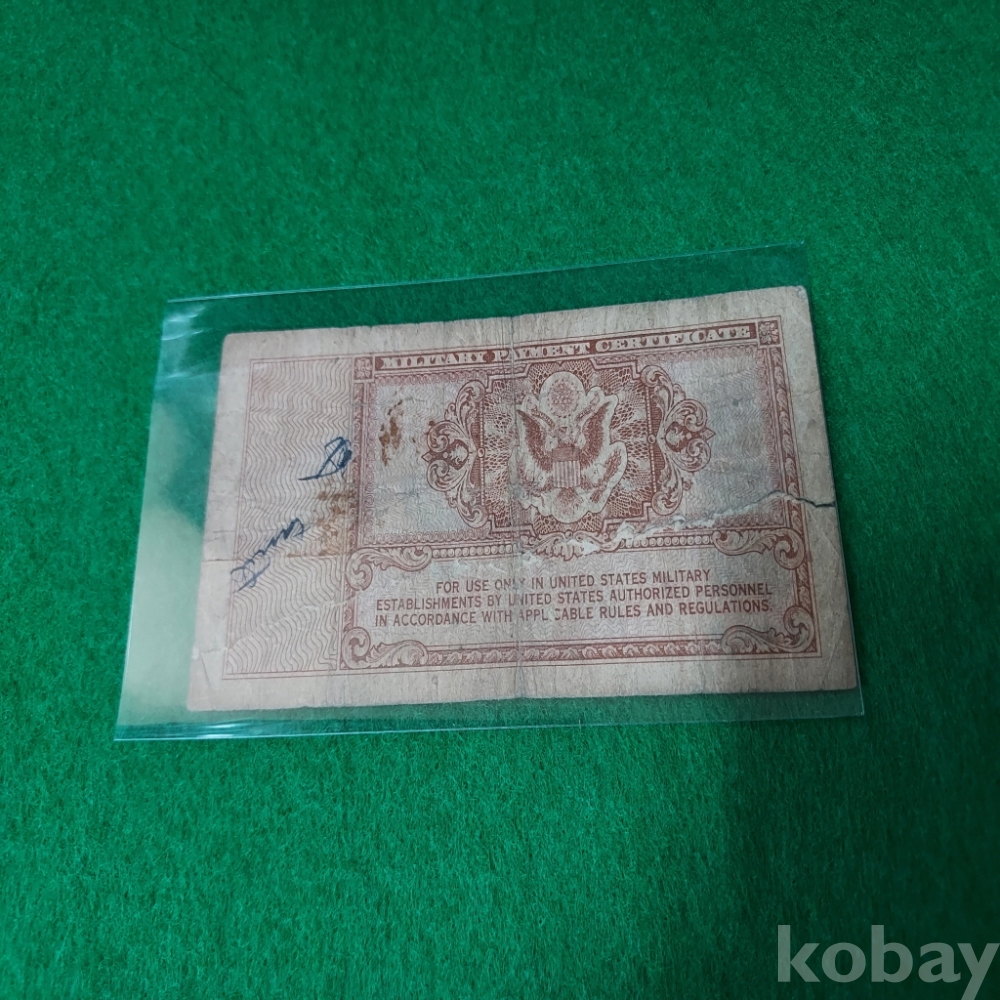 MILITARY PAYMENT CERTIFICATE
FOR USE ONLY IN UNITED STATES MILITARY
ESTABLISHMENTS BY UNITED STATES AUTHORIZED PERSONNEL
IN ACCORDANCE WITH APPLICABLE RULES AND REGULATIONS.
kobay